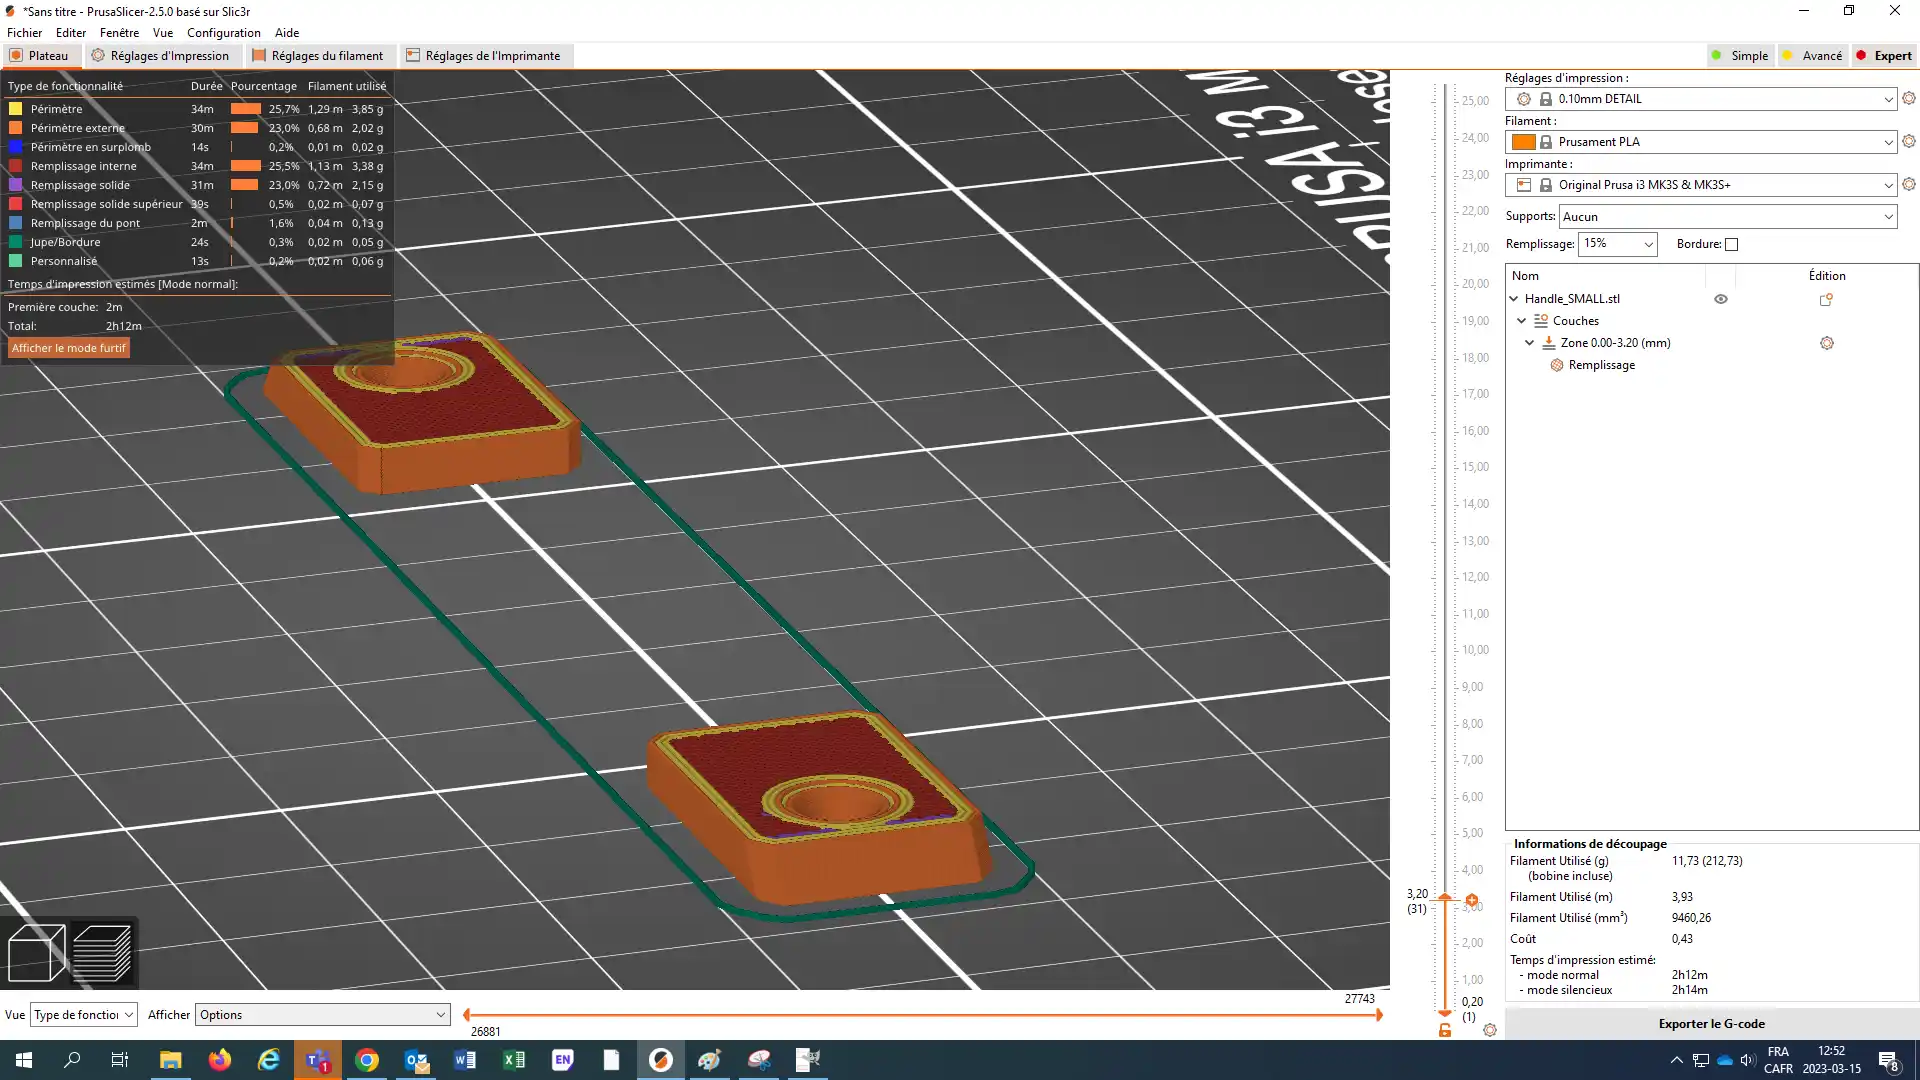 *Sans titre - PrusaSlicer-2.5.0 basé sur Slic3r
Fichier Editer Fenêtre Vue Configuration Aide
Plateau Réglages d'Impression Réglages du filament Réglages de l'Imprimante Simple Avancé Expert
Type de fonctionnalité Durée Pourcentage Filament utilisé
Périmètre 34m 25,7% 1,29 m 3,85 g
Périmètre externe 30m 23,0% 0,68 m 2,02 g
Périmètre en surplomb 14s 0,2% 0,01 m 0,02 g
Remplissage interne 34m 25,5% 1,13 m 3,38 g
Remplissage solide 31m 23,0% 0,72 m 2,15 g
Remplissage solide supérieur 39s 0,5% 0,02 m 0,07 g
Remplissage du pont 2m 1,6% 0,04 m 0,13 g
Jupe/Bordure 24s 0,3% 0,02 m 0,05 g
Personnalisé 13s 0,2% 0,02 m 0,06 g
Temps d'impression estimés [Mode normal]:
Première couche: 2m
Total: 2h12m
Afficher le mode furtif
PRUSA i3 M
25,00
24,00
23,00
22,00
21,00
20,00
19,00
18,00
17,00
16,00
15,00
14,00
13,00
12,00
11,00
10,00
9,00
8,00
7,00
6,00
5,00
4,00
3,20
(31)
3,00
2,00
1,00
0,20
(1)
Réglages d'impression :
0.10mm DETAIL
Filament :
Prusament PLA
Imprimante :
Original Prusa i3 MK3S & MK3S+
Supports: Aucun
Remplissage: 15% Bordure:
Nom Édition
Handle_SMALL.stl
Couches
Zone 0.00-3.20 (mm)
Remplissage
Informations de découpage
Filament Utilisé (g) 11,73 (212,73)
(bobine incluse)
Filament Utilisé (m) 3,93
Filament Utilisé (mm³) 9460,26
Coût 0,43
Temps d'impression estimé:
- mode normal 2h12m
- mode silencieux 2h14m
Exporter le G-code
Vue Type de fonction Afficher Options
27743
26881
1
EN
FRA
CAFR
12:52
2023-03-15
8